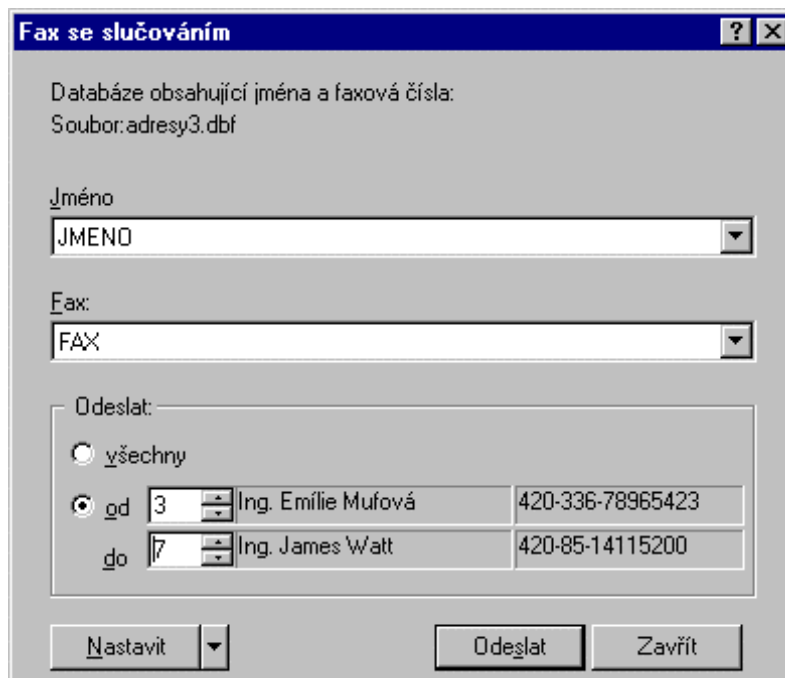 Fax se slučováním
Databáze obsahující jména a faxová čísla:
Soubor:adresy3.dbf
Jméno
JMENO
Fax:
FAX
Odeslat:
všechny
od 3 Ing. Emílie Mufová 420-336-78965423
do 7 Ing. James Watt 420-85-14115200
Nastavit Odeslat Zavřít